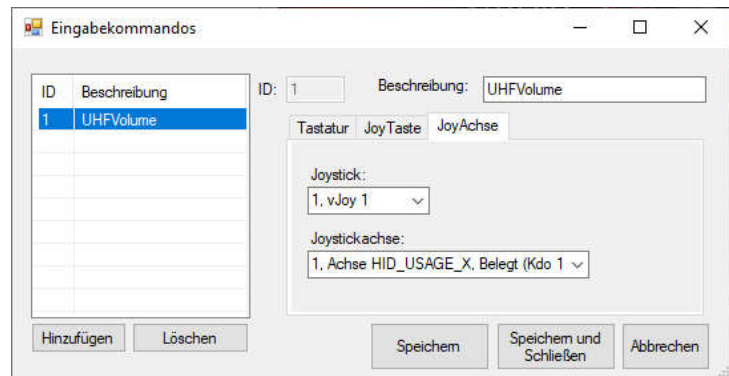 Eingabekommandos
ID Beschreibung
1 UHFVolume
ID: 1 Beschreibung: UHFVolume
Tastatur JoyTaste JoyAchse
Joystick:
1, vJoy 1
Joystickachse:
1, Achse HID_USAGE_X, Belegt (Kdo 1
Hinzufügen Löschen
Speichern
Speichern und
Schließen
Abbrechen